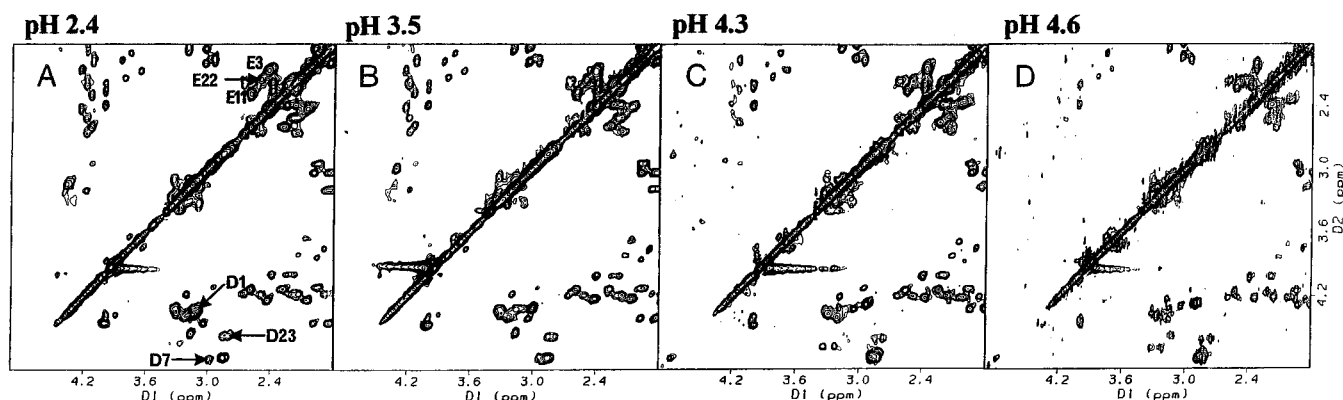 pH 2.4
pH 3.5
pH 4.3
pH 4.6
A
B
C
D
E3
E22
E11
D1
D23
D7
2.4
3.0
3.6
4.2
D2 (ppm)
4.2 3.6 3.0 2.4
D1 (ppm)
4.2 3.6 3.0 2.4
D1 (ppm)
4.2 3.6 3.0 2.4
D1 (ppm)
4.2 3.6 3.0 2.4
D1 (ppm)